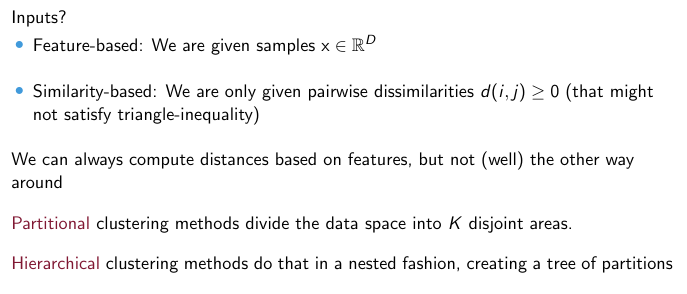 Inputs?
• Feature-based: We are given samples x ∈ ℝᴰ
• Similarity-based: We are only given pairwise dissimilarities d(i, j) ≥ 0 (that might
not satisfy triangle-inequality)
We can always compute distances based on features, but not (well) the other way
around
Partitional clustering methods divide the data space into K disjoint areas.
Hierarchical clustering methods do that in a nested fashion, creating a tree of partitions